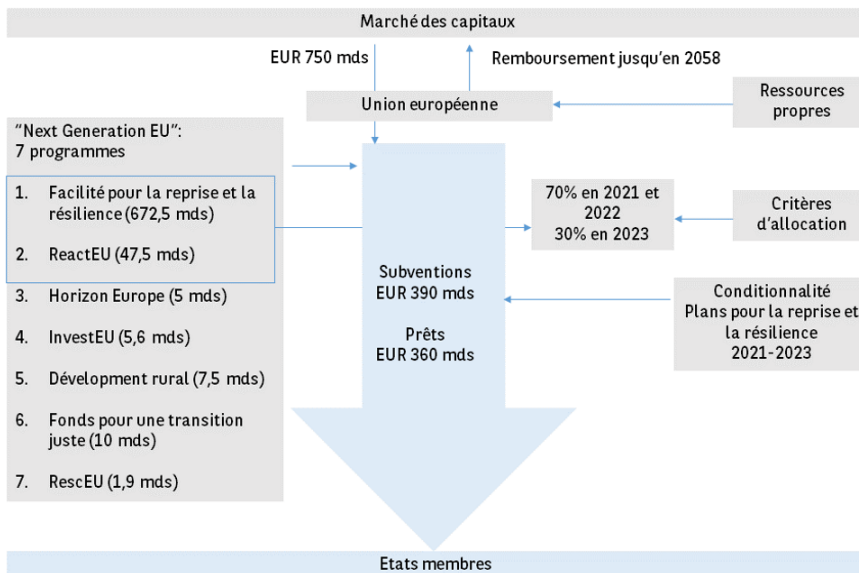 Marché des capitaux
EUR 750 mds
Remboursement jusqu'en 2058
Union européenne
Ressources
propres
"Next Generation EU":
7 programmes
1. Facilité pour la reprise et la
résilience (672,5 mds)
2. ReactEU (47,5 mds)
3. Horizon Europe (5 mds)
4. InvestEU (5,6 mds)
5. Dévelopment rural (7,5 mds)
6. Fonds pour une transition
juste (10 mds)
7. RescEU (1,9 mds)
Subventions
EUR 390 mds
Prêts
EUR 360 mds
70% en 2021 et
2022
30% en 2023
Critères
d'allocation
Conditionnalité
Plans pour la reprise et
la résilience
2021-2023
Etats membres